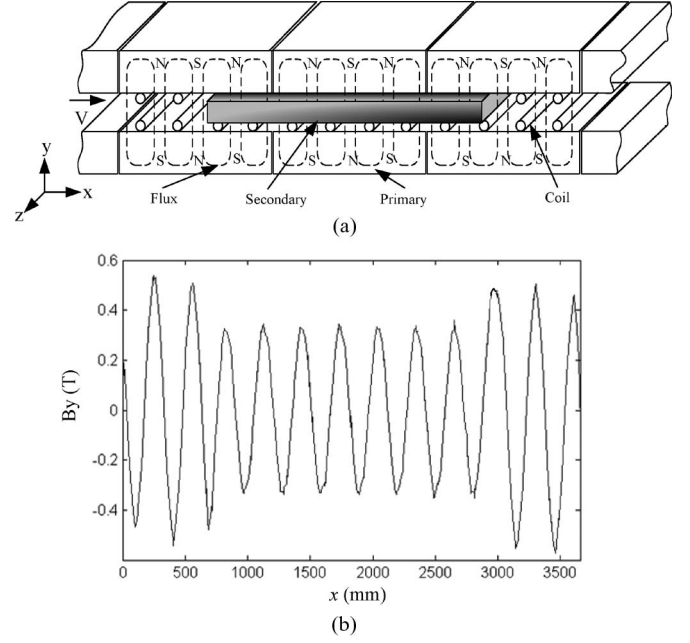 N S N S N S N S N S N S
V
S N S N S N S N S N S N
y
x
z
Flux
Secondary
Primary
Coil
(a)
0.6
0.4
0.2
0
-0.2
-0.4
By (T)
0 500 1000 1500 2000 2500 3000 3500
x (mm)
(b)